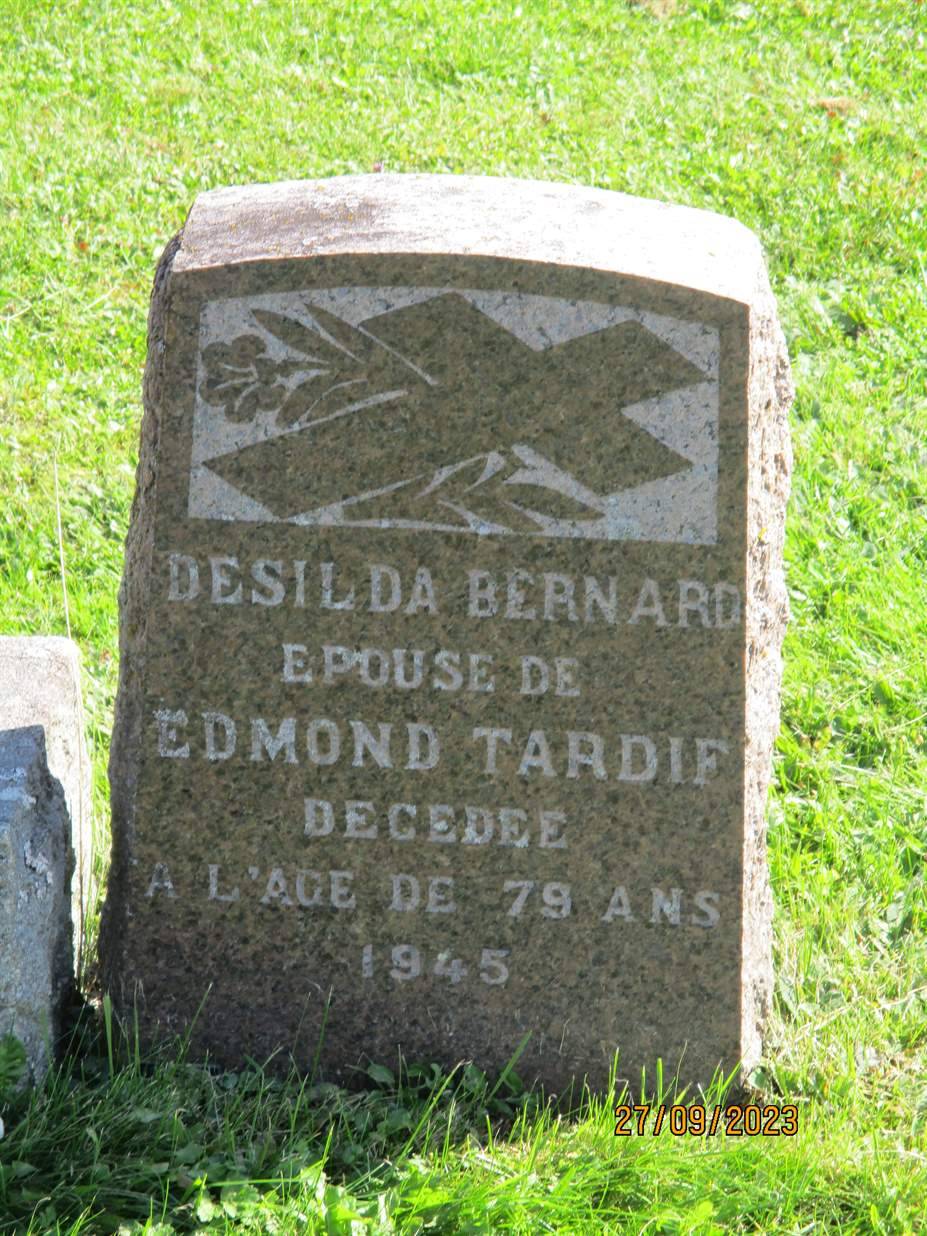 DESILDA BERNARD
EPOUSE DE
EDMOND TARDIF
DECEDEE
A L'AGE DE 79 ANS
1945
27/09/2023